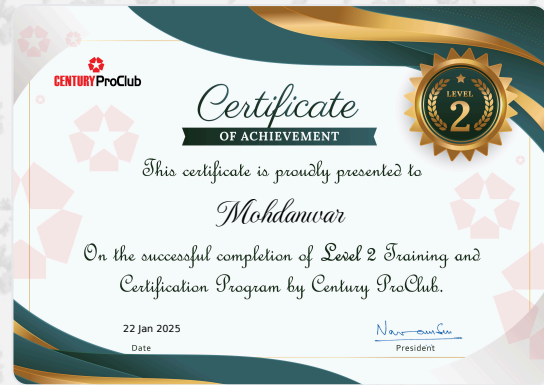 CENTURY ProClub
LEVEL
2
Certificate
OF ACHIEVEMENT
This certificate is proudly presented to
Mohdanwar
On the successful completion of Level 2 Training and
Certification Program by Century ProClub.
22 Jan 2025
Date
President